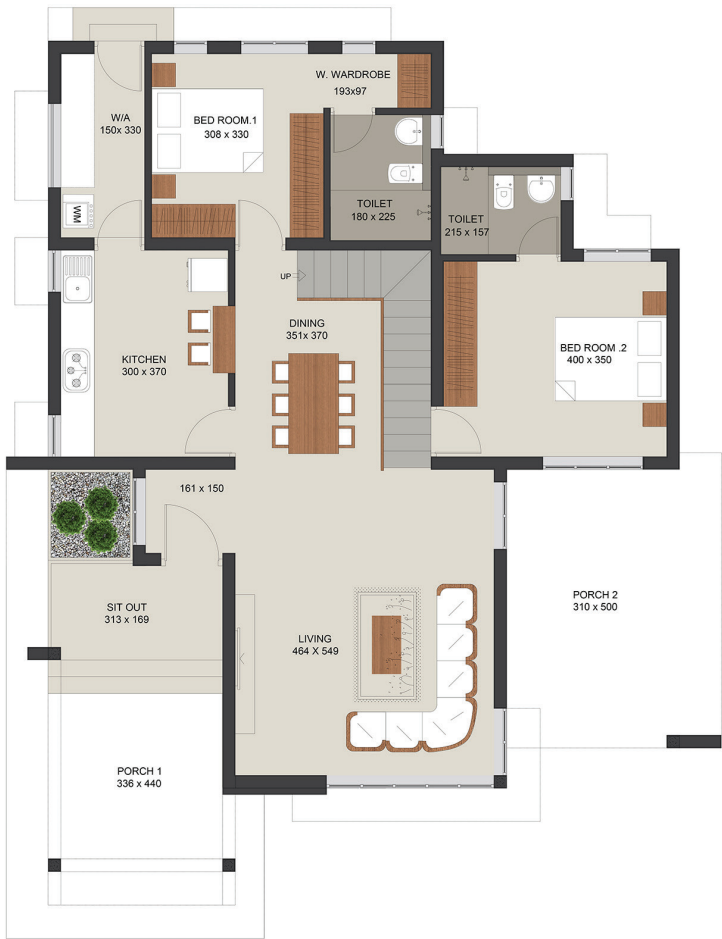 W. WARDROBE
193x97
W/A
150x 330
BED ROOM.1
308 x 330
TOILET
180 x 225
TOILET
215 x 157
W/M
UP
DINING
351x 370
KITCHEN
300 x 370
BED ROOM .2
400 x 350
161 x 150
SIT OUT
313 x 169
LIVING
464 X 549
PORCH 2
310 x 500
PORCH 1
336 x 440